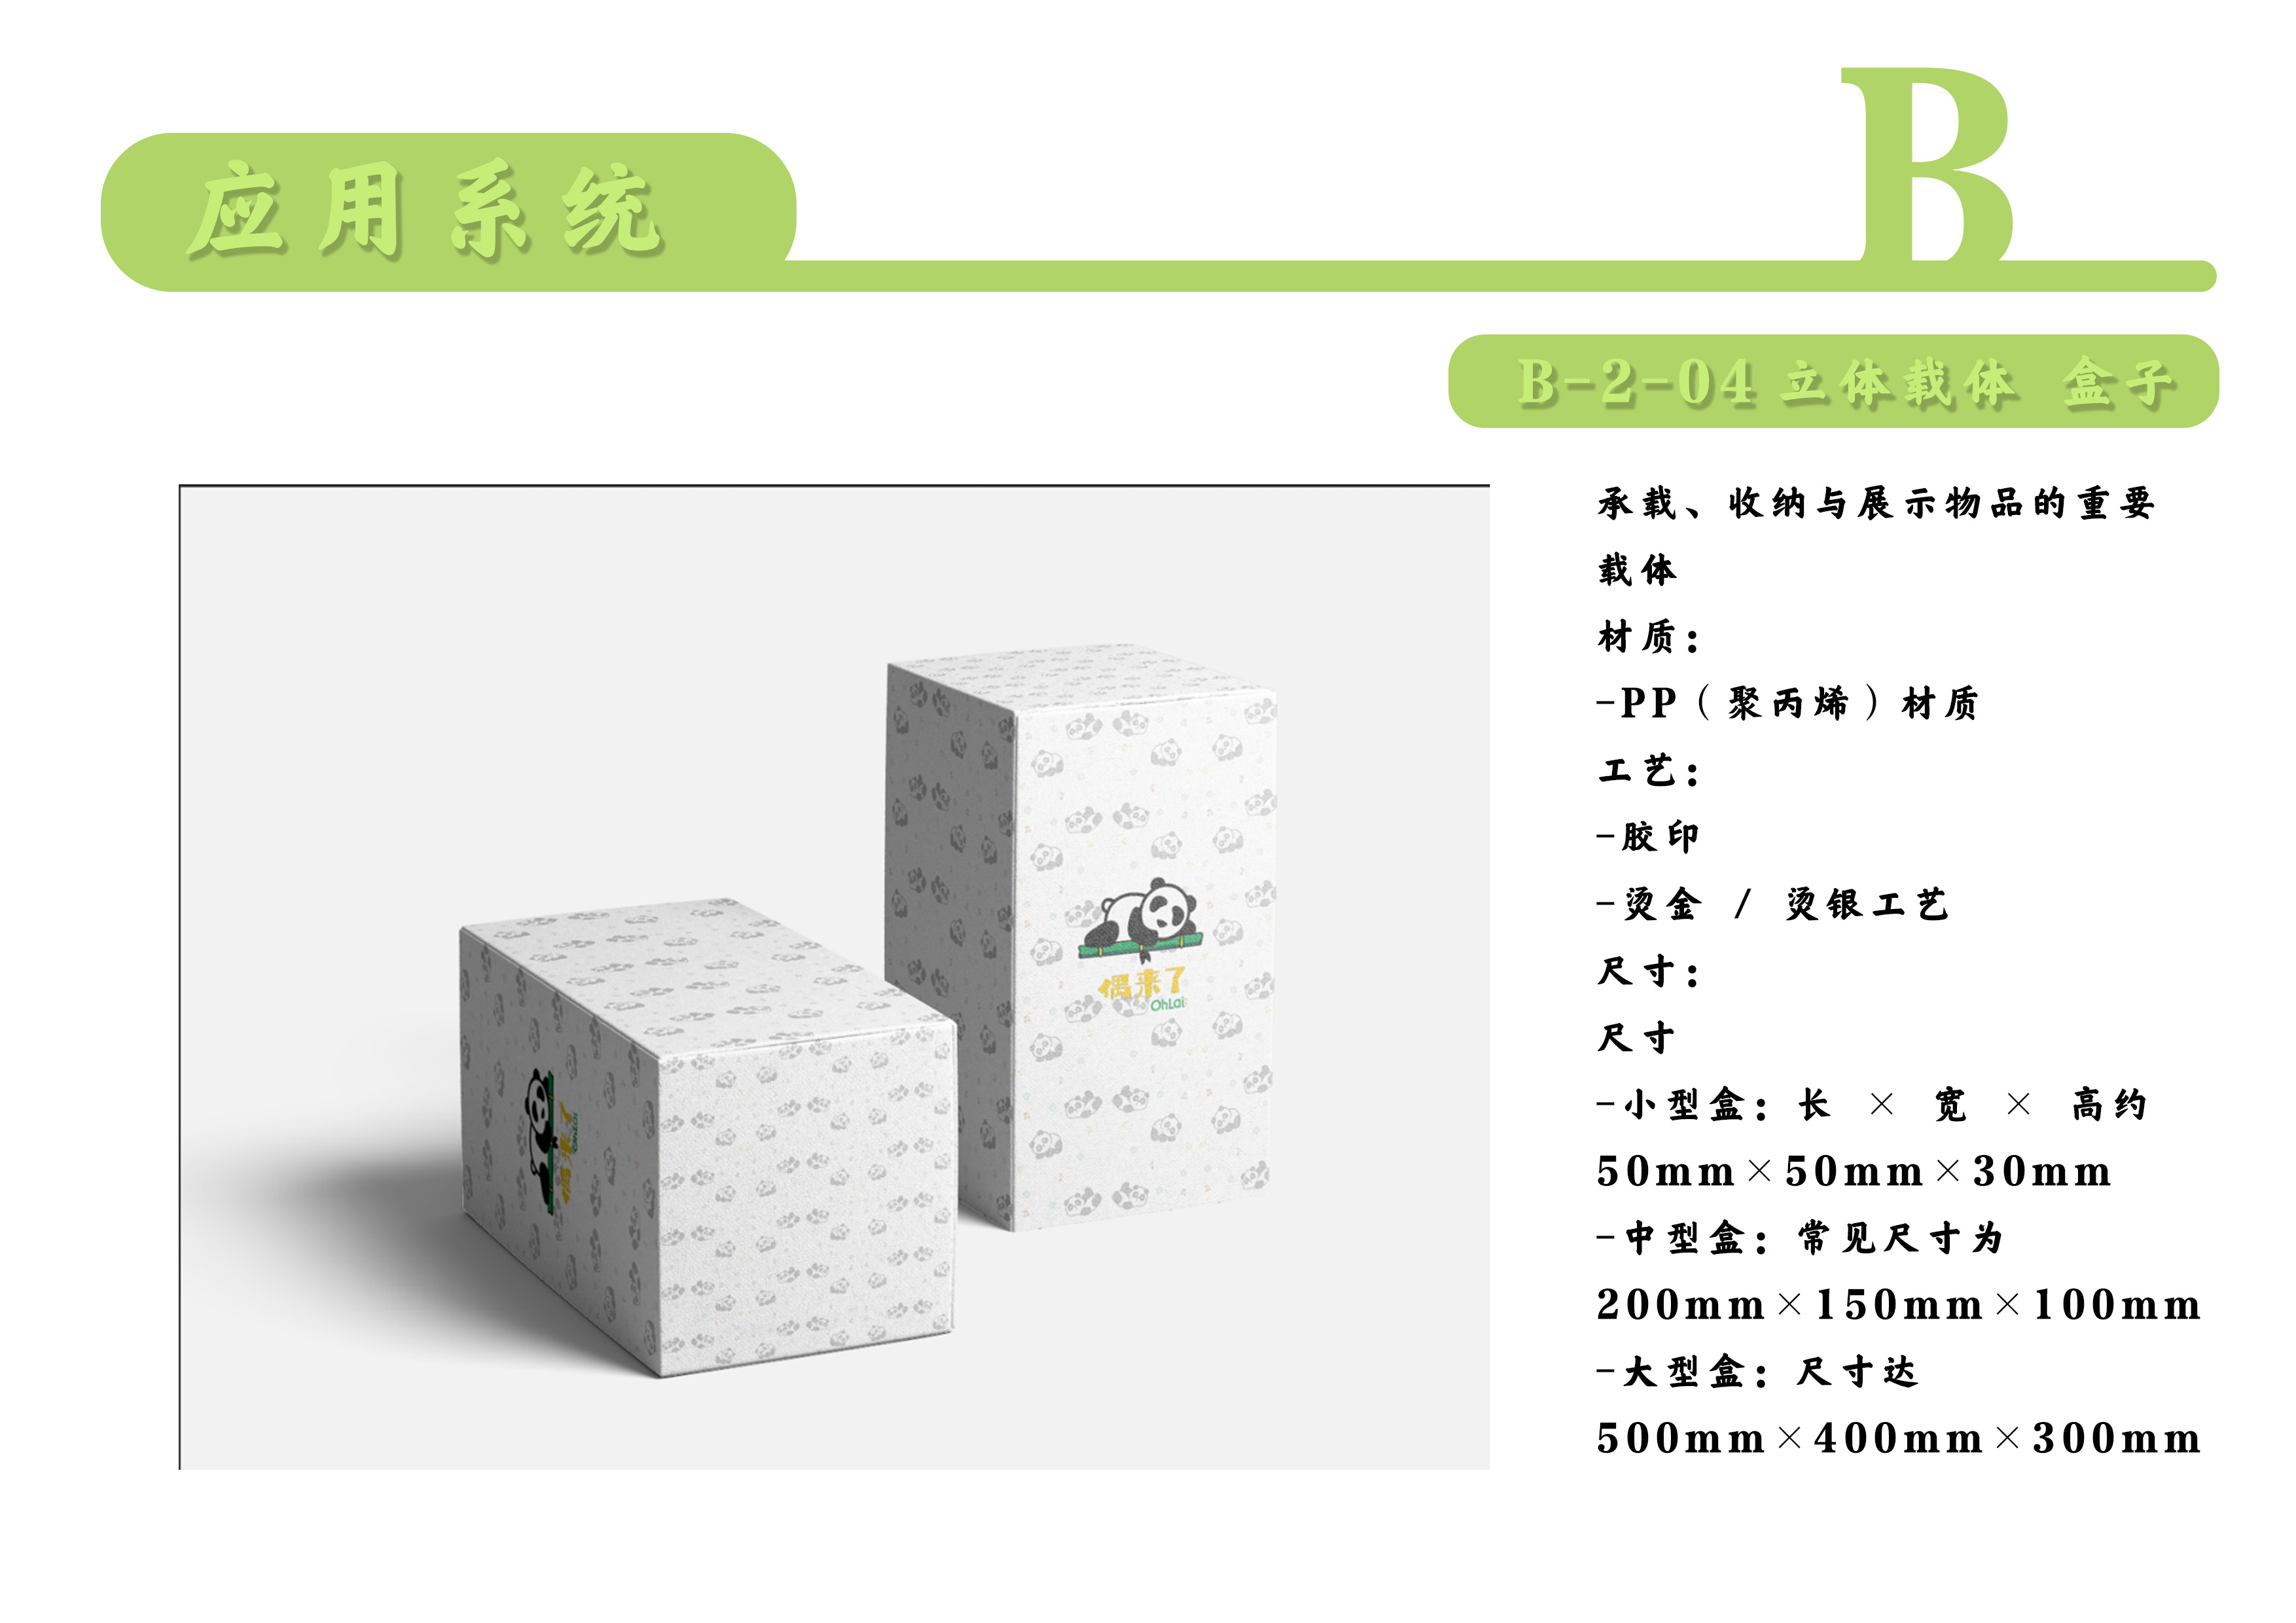 B
应用系统
B-2-04 立体载体 盒子
承载、收纳与展示物品的重要
载体
材质：
-PP（聚丙烯）材质
工艺：
-胶印
-烫金 / 烫银工艺
尺寸：
尺寸
-小型盒：长 × 宽 × 高约
50mm×50mm×30mm
-中型盒：常见尺寸为
200mm×150mm×100mm
-大型盒：尺寸达
500mm×400mm×300mm
偶来了
OhLai
偶来了
OhLai